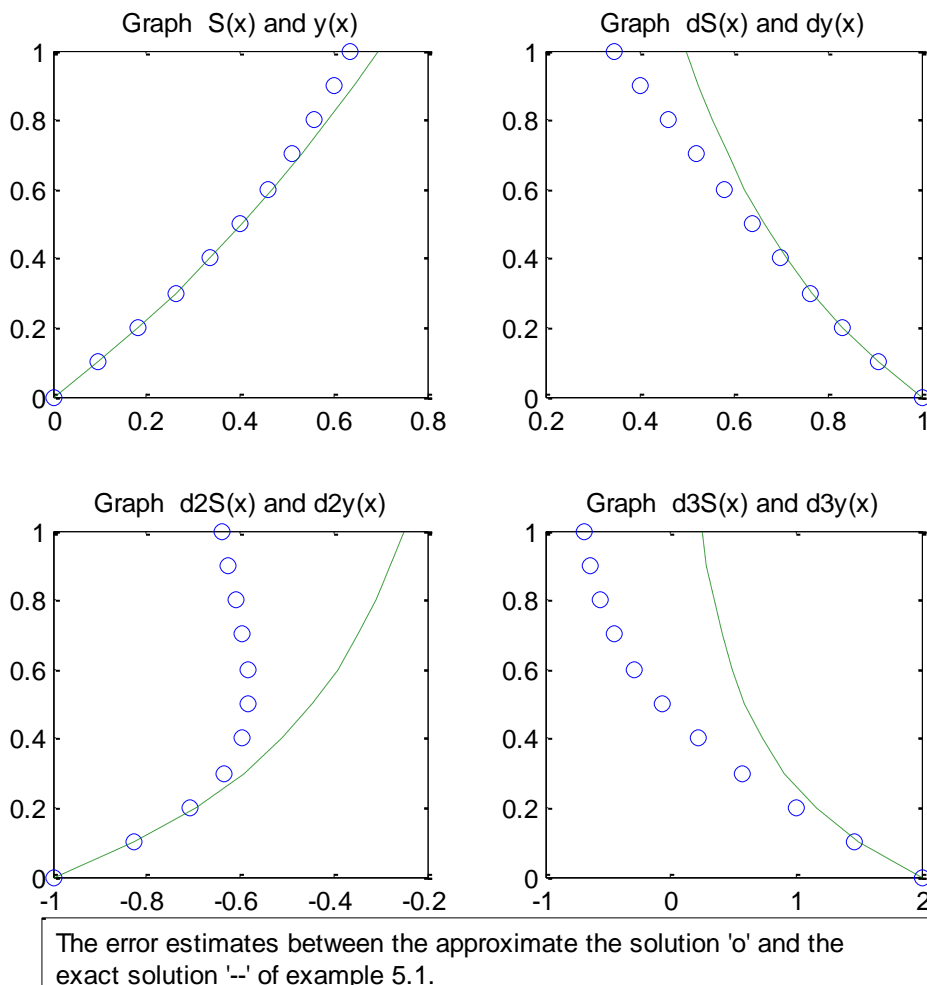 Graph S(x) and y(x)
1
0.8
0.6
0.4
0.2
0
0 0.2 0.4 0.6 0.8
Graph dS(x) and dy(x)
1
0.8
0.6
0.4
0.2
0
0.2 0.4 0.6 0.8 1
Graph d2S(x) and d2y(x)
1
0.8
0.6
0.4
0.2
0
-1 -0.8 -0.6 -0.4 -0.2
Graph d3S(x) and d3y(x)
1
0.8
0.6
0.4
0.2
0
-1 0 1 2
The error estimates between the approximate the solution 'o' and the
exact solution '--' of example 5.1.